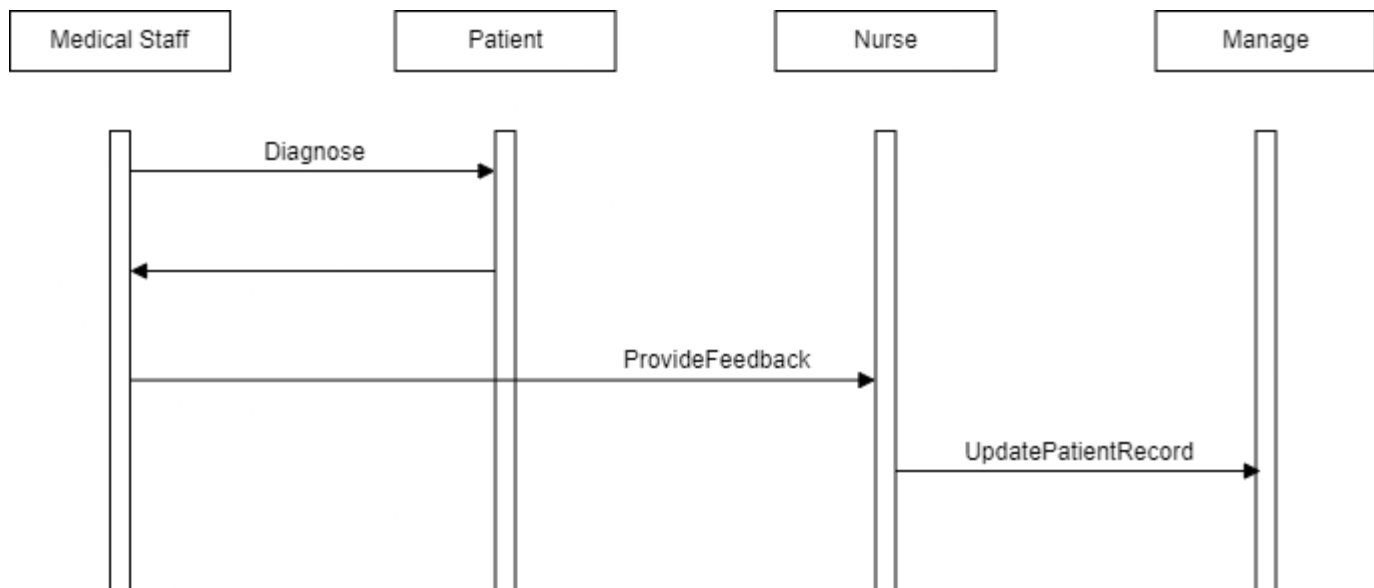 Medical Staff
Patient
Nurse
Manage
Diagnose
ProvideFeedback
UpdatePatientRecord